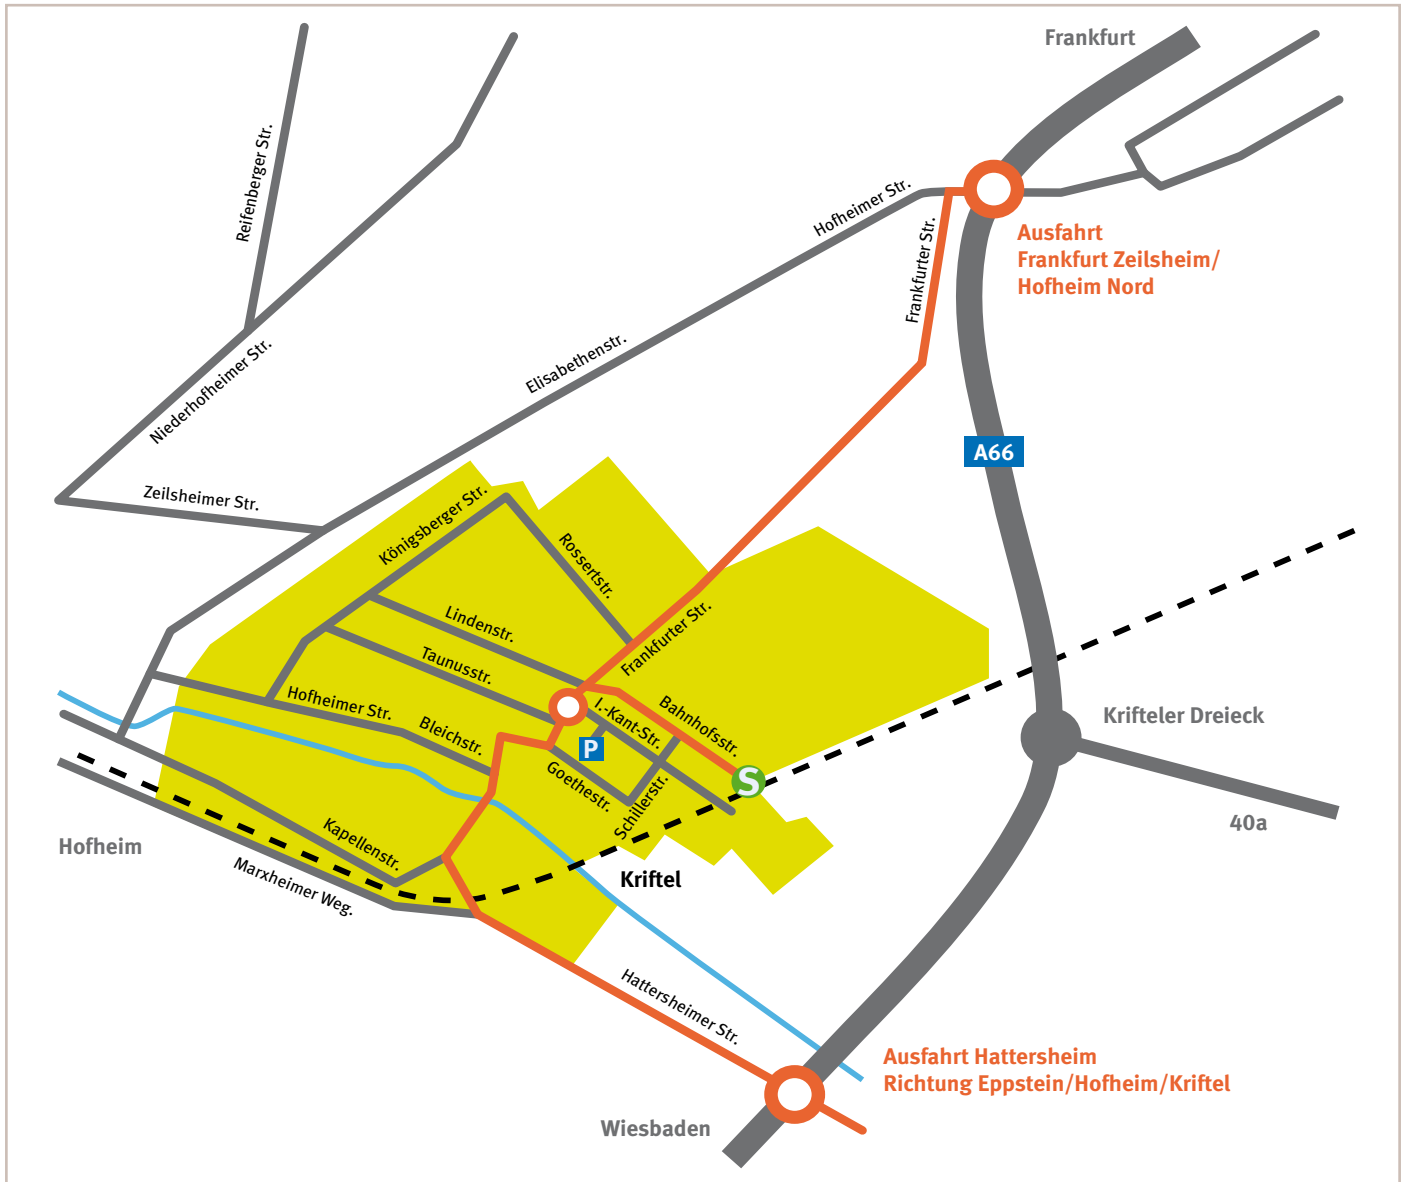 Frankfurt
Reifenberger Str.
Hofheimer Str.
Ausfahrt
Frankfurt Zeilsheim/
Hofheim Nord
Frankfurter Str.
Elisabethenstr.
Niederhofheimer Str.
A66
Zeilsheimer Str.
Königsberger Str.
Rossertstr.
Lindenstr.
Frankfurter Str.
Taunusstr.
Hofheimer Str.
I.-Kant-Str.
Bahnhofsstr.
Bleichstr.
P
Krifteler Dreieck
Goethestr.
S
Schillerstr.
40a
Hofheim
Kapellenstr.
Marxheimer Weg.
Kriftel
Hattersheimer Str.
Ausfahrt Hattersheim
Richtung Eppstein/Hofheim/Kriftel
Wiesbaden